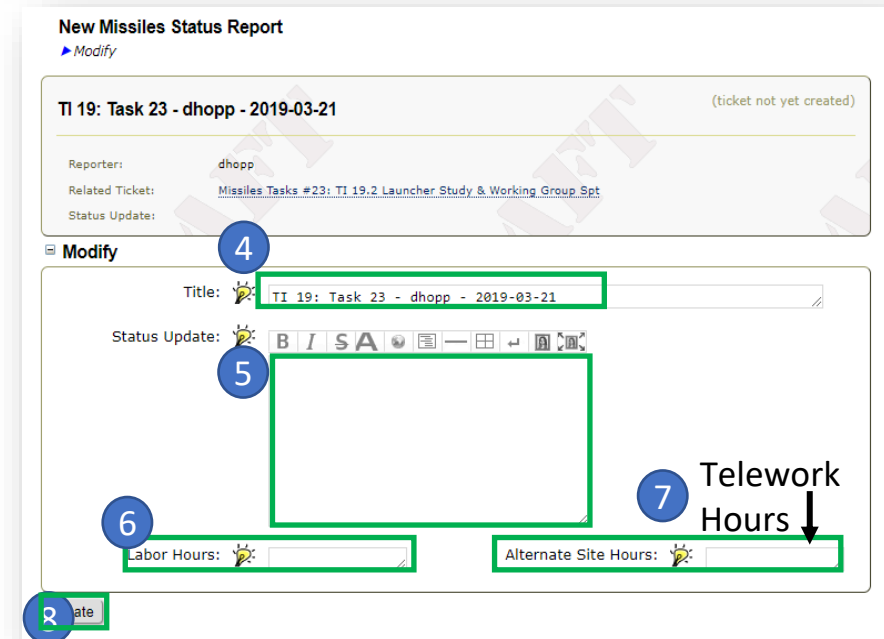 New Missiles Status Report
Modify
TI 19: Task 23 - dhopp - 2019-03-21
(ticket not yet created)
Reporter: dhopp
Related Ticket: Missiles Tasks #23: TI 19.2 Launcher Study & Working Group Spt
Status Update:
Modify
4
Title: TI 19: Task 23 - dhopp - 2019-03-21
Status Update: B I S A
5
7 Telework
Hours
6
Labor Hours: Alternate Site Hours:
8 ate